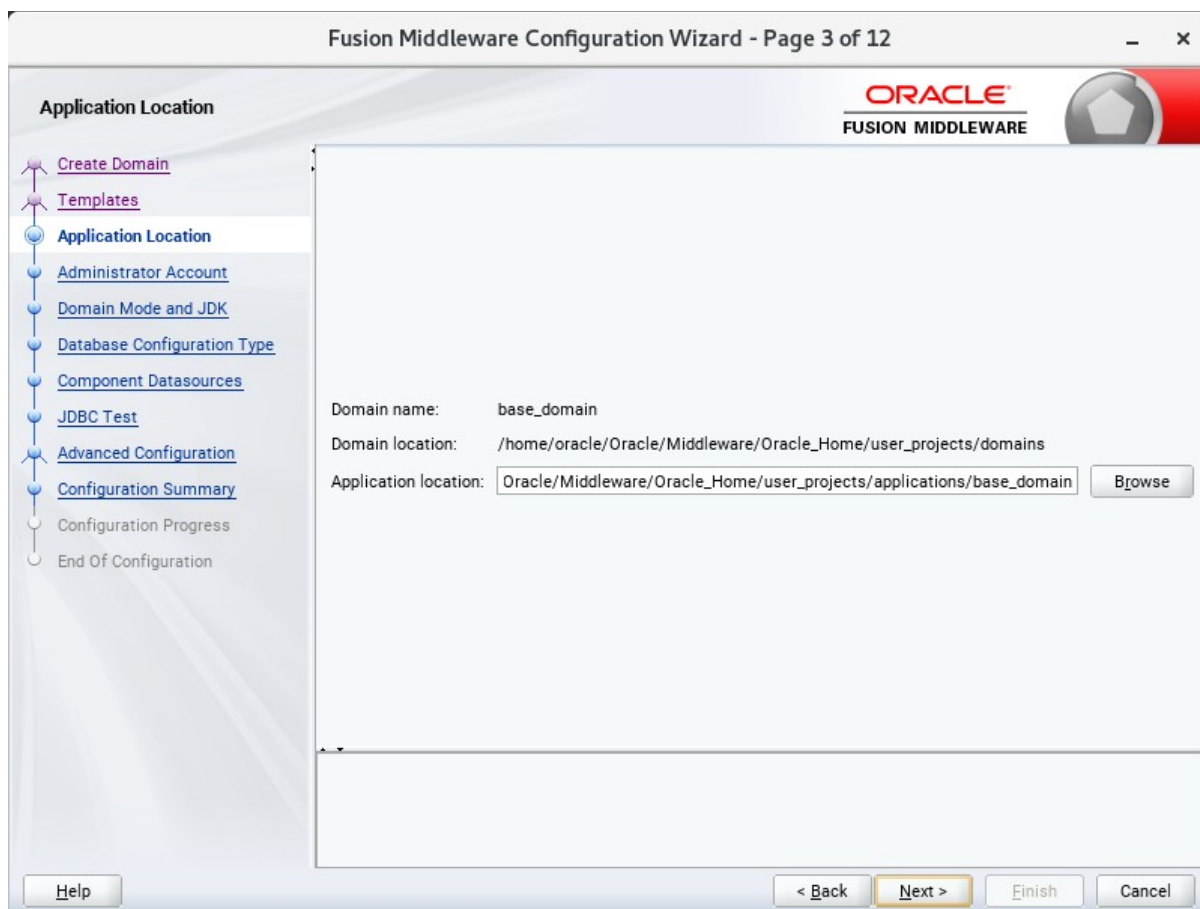 Fusion Middleware Configuration Wizard - Page 3 of 12
Application Location
ORACLE
FUSION MIDDLEWARE
Create Domain
Templates
Application Location
Administrator Account
Domain Mode and JDK
Database Configuration Type
Component Datasources
JDBC Test
Advanced Configuration
Configuration Summary
Configuration Progress
End Of Configuration
Domain name: base_domain
Domain location: /home/oracle/Oracle/Middleware/Oracle_Home/user_projects/domains
Application location: Oracle/Middleware/Oracle_Home/user_projects/applications/base_domain Browse
Help < Back Next > Finish Cancel